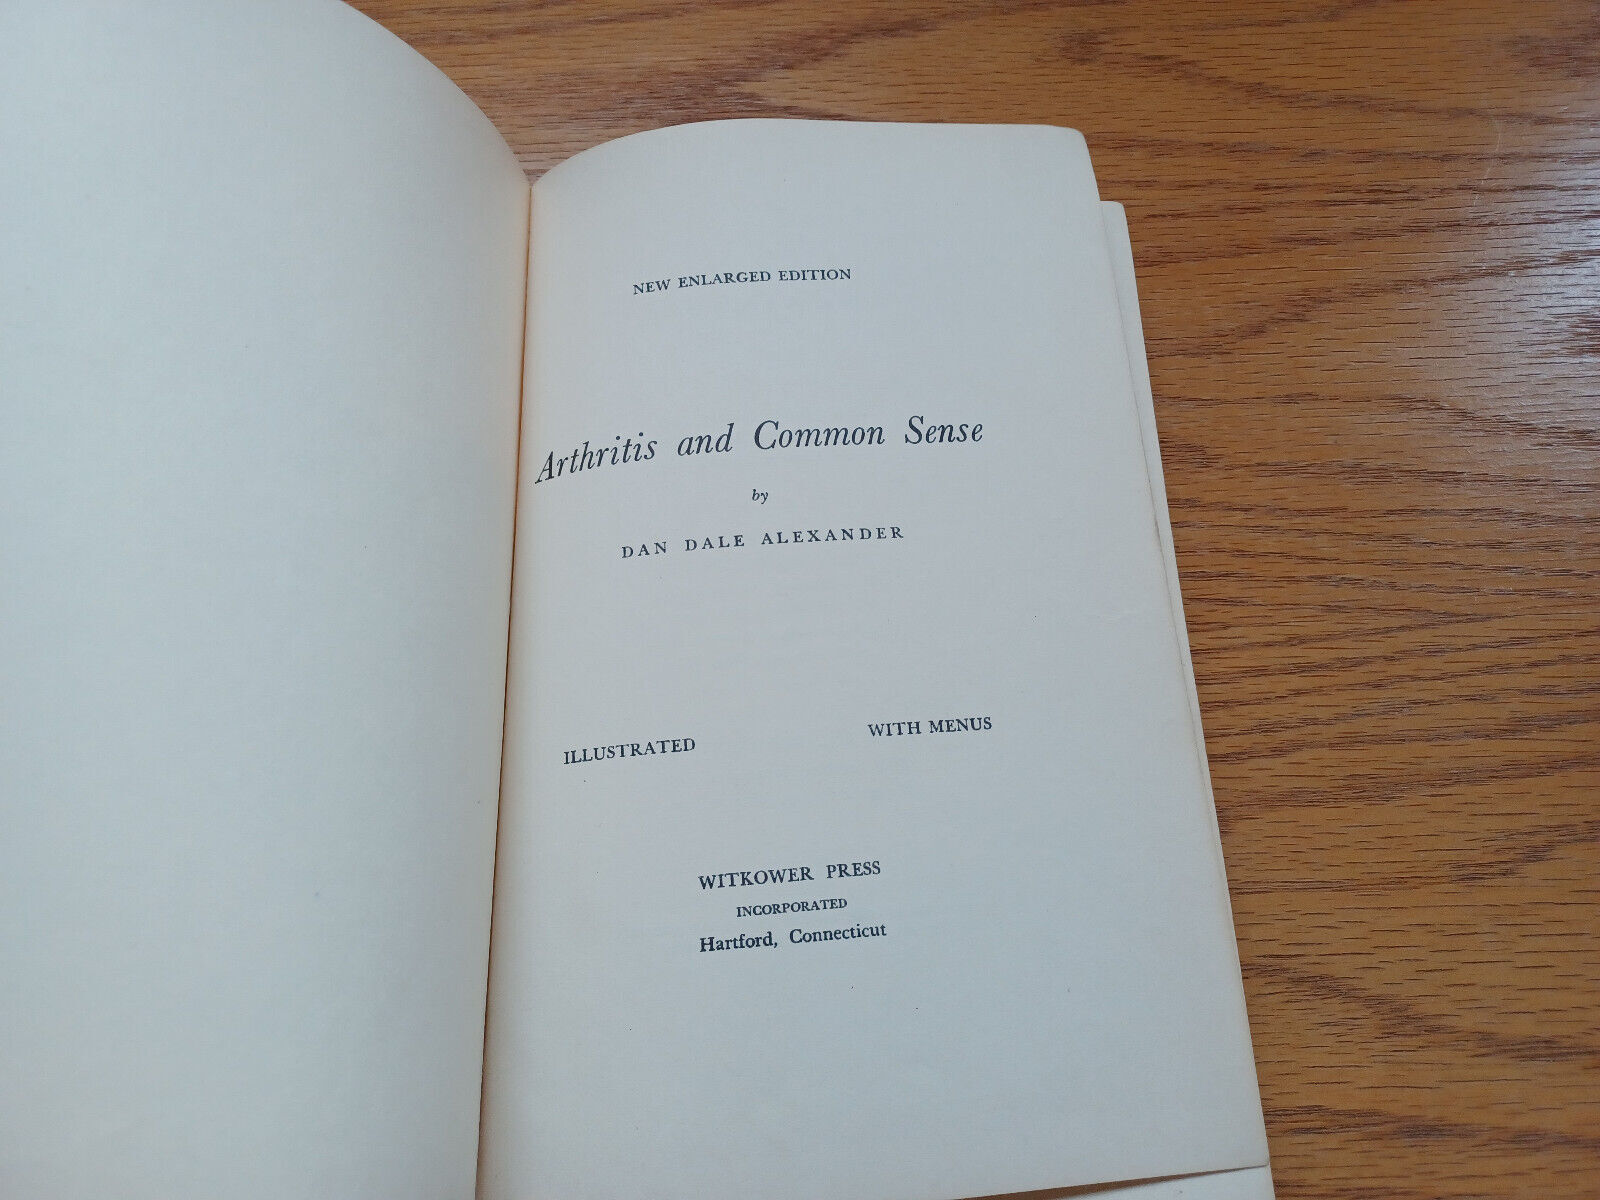 NEW ENLARGED EDITION
Arthritis and Common Sense
by
DAN DALE ALEXANDER
ILLUSTRATED WITH MENUS
WITKOWER PRESS
INCORPORATED
Hartford, Connecticut